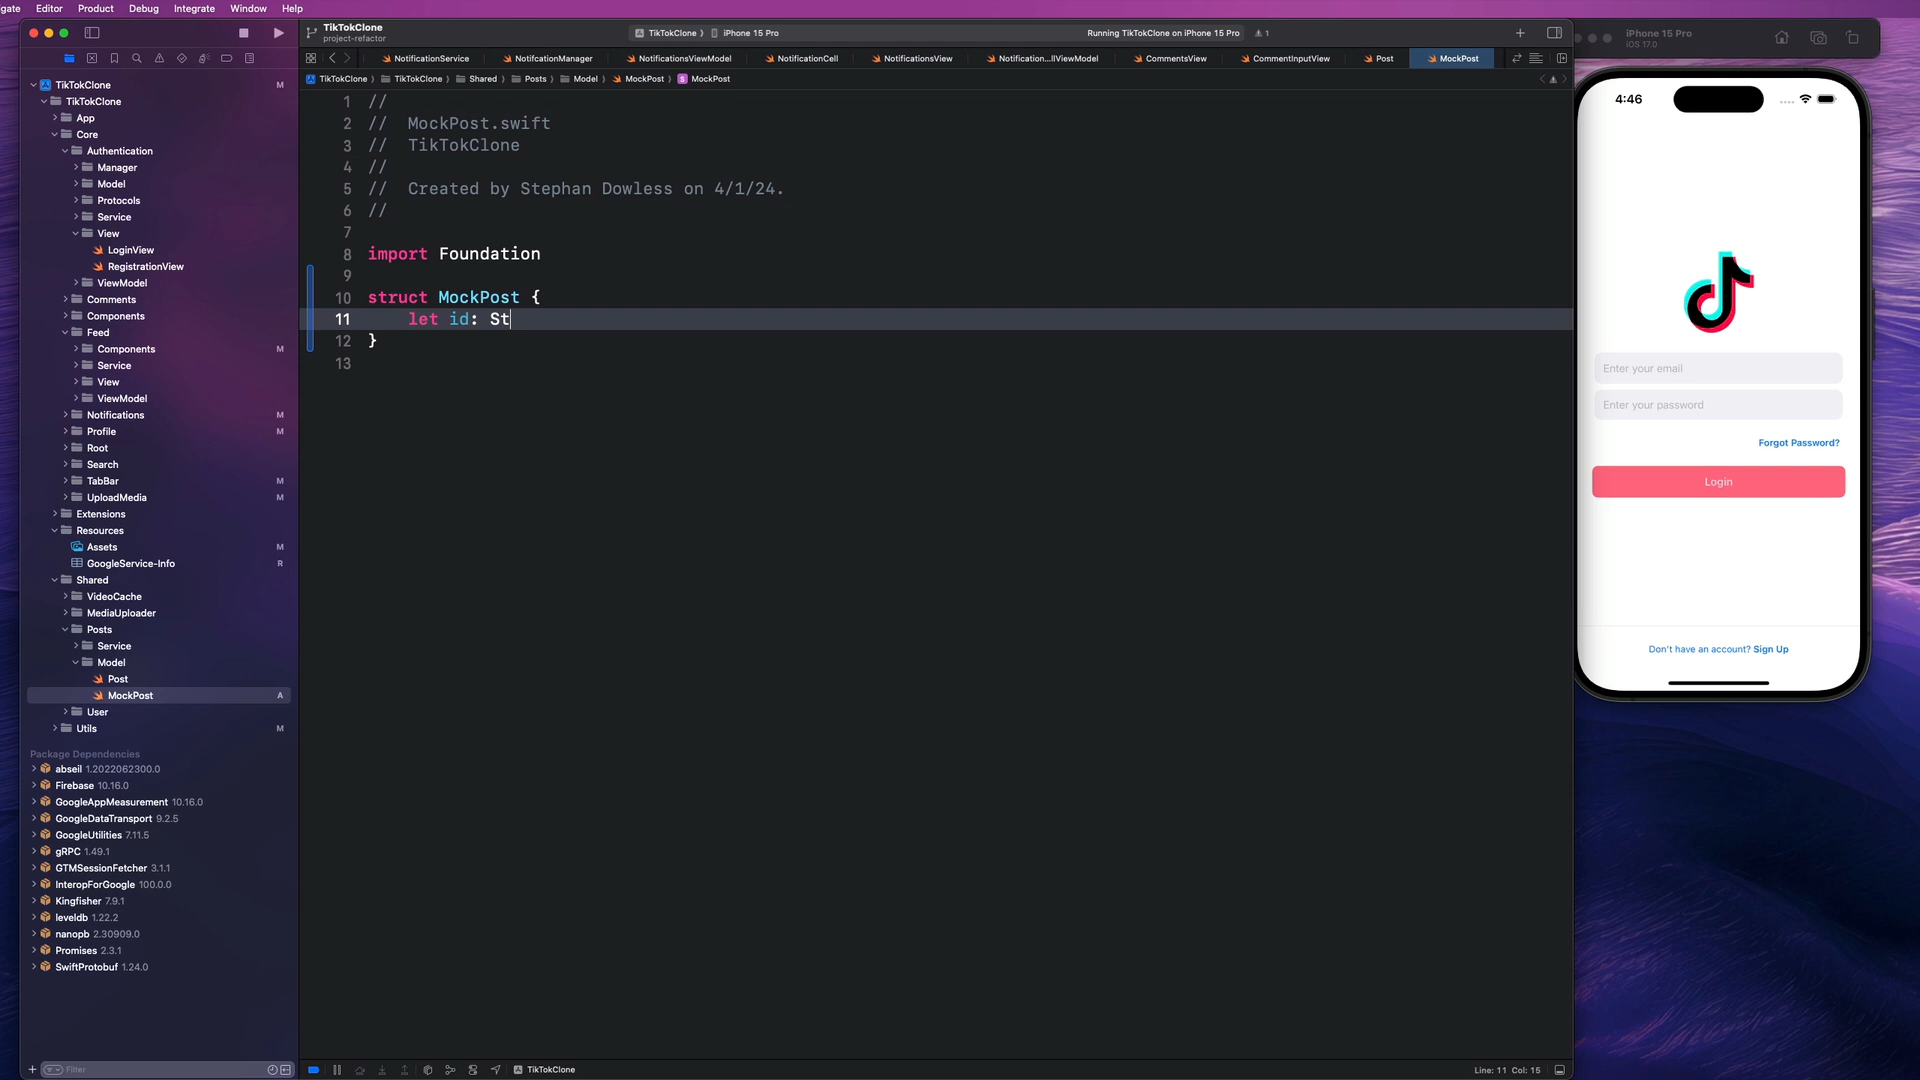 gate Editor Product Debug Integrate Window Help
TikTokClone
project-refactor
TikTokClone iPhone 15 Pro
Running TikTokClone on iPhone 15 Pro 1
NotificationService NotifcationManager NotificationsViewModel NotificationCell NotificationsView Notification...llViewModel CommentsView CommentInputView Post MockPost
TikTokClone TikTokClone Shared Posts Model MockPost S MockPost
TikTokClone M
TikTokClone
App
Core
Authentication
Manager
Model
Protocols
Service
View
LoginView
RegistrationView
ViewModel
Comments
Components
Feed
Components M
Service
View
ViewModel
Notifications M
Profile M
Root
Search
TabBar M
UploadMedia M
Extensions
Resources
Assets M
GoogleService-Info R
Shared
VideoCache
MediaUploader
Posts
Service
Model
Post
MockPost A
User
Utils M
Package Dependencies
abseil 1.2022062300.0
Firebase 10.16.0
GoogleAppMeasurement 10.16.0
GoogleDataTransport 9.2.5
GoogleUtilities 7.11.5
gRPC 1.49.1
GTMSessionFetcher 3.1.1
InteropForGoogle 100.0.0
Kingfisher 7.9.1
leveldb 1.22.2
nanopb 2.30909.0
Promises 2.3.1
SwiftProtobuf 1.24.0
Filter
1 //
2 // MockPost.swift
3 // TikTokClone
4 //
5 // Created by Stephan Dowless on 4/1/24.
6 //
7
8 import Foundation
9
10 struct MockPost {
11 let id: St
12 }
13
TikTokClone
Line: 11 Col: 15
iPhone 15 Pro
iOS 17.0
4:46
Enter your email
Enter your password
Forgot Password?
Login
Don't have an account? Sign Up